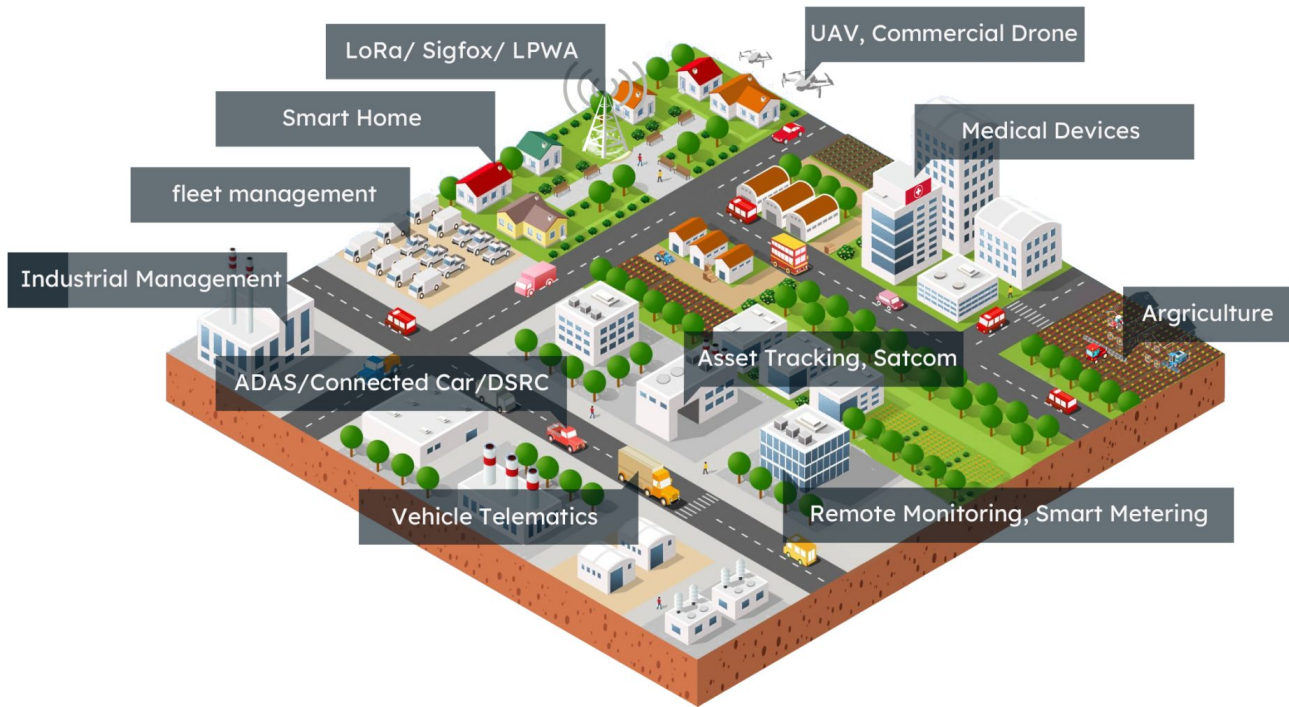 LoRa/ Sigfox/ LPWA
UAV, Commercial Drone
Smart Home
Medical Devices
fleet management
Industrial Management
Argriculture
Asset Tracking, Satcom
ADAS/Connected Car/DSRC
Vehicle Telematics
Remote Monitoring, Smart Metering